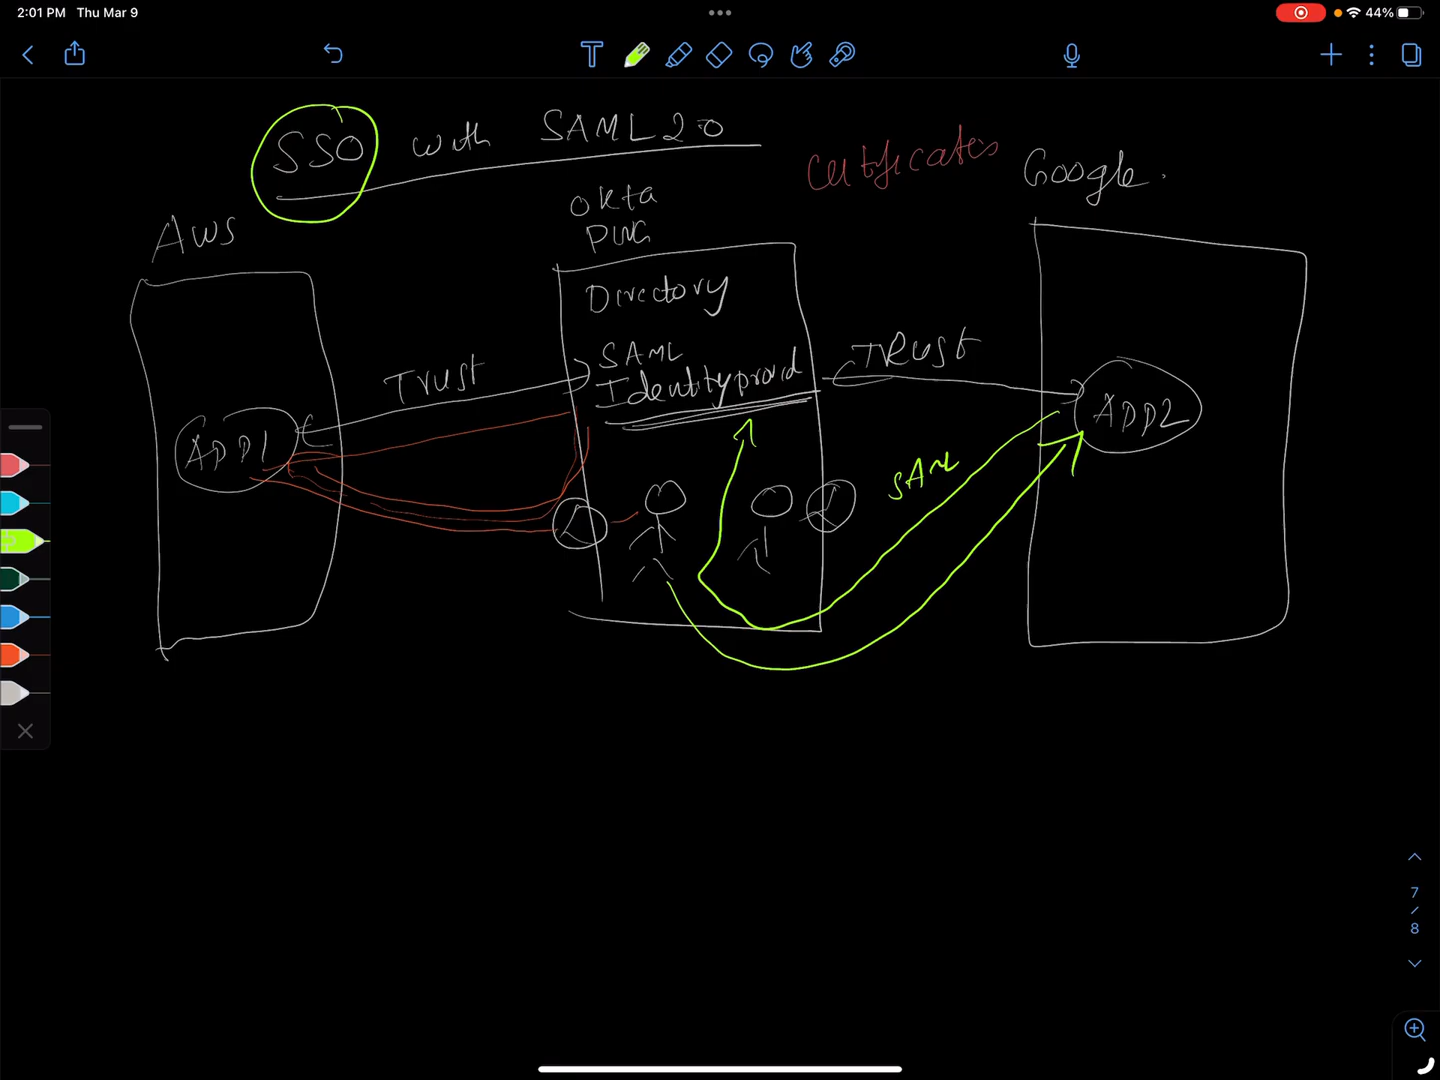 2:01 PM Thu Mar 9
44%
SSO with SAML 2.0
Certificates
Google.
Aws
okta
PING
Directory
SAML
Identity provid
Trust
TRUST
APP1
APP2
SAML
7
/
8